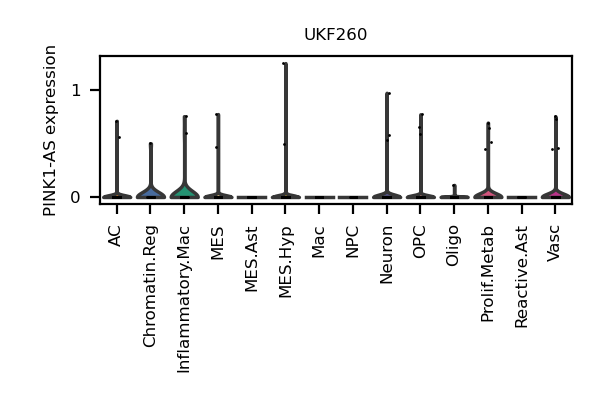 UKF260
PINK1-AS expression
1
0
AC
Chromatin.Reg
Inflammatory.Mac
MES
MES.Ast
MES.Hyp
Mac
NPC
Neuron
OPC
Oligo
Prolif.Metab
Reactive.Ast
Vasc